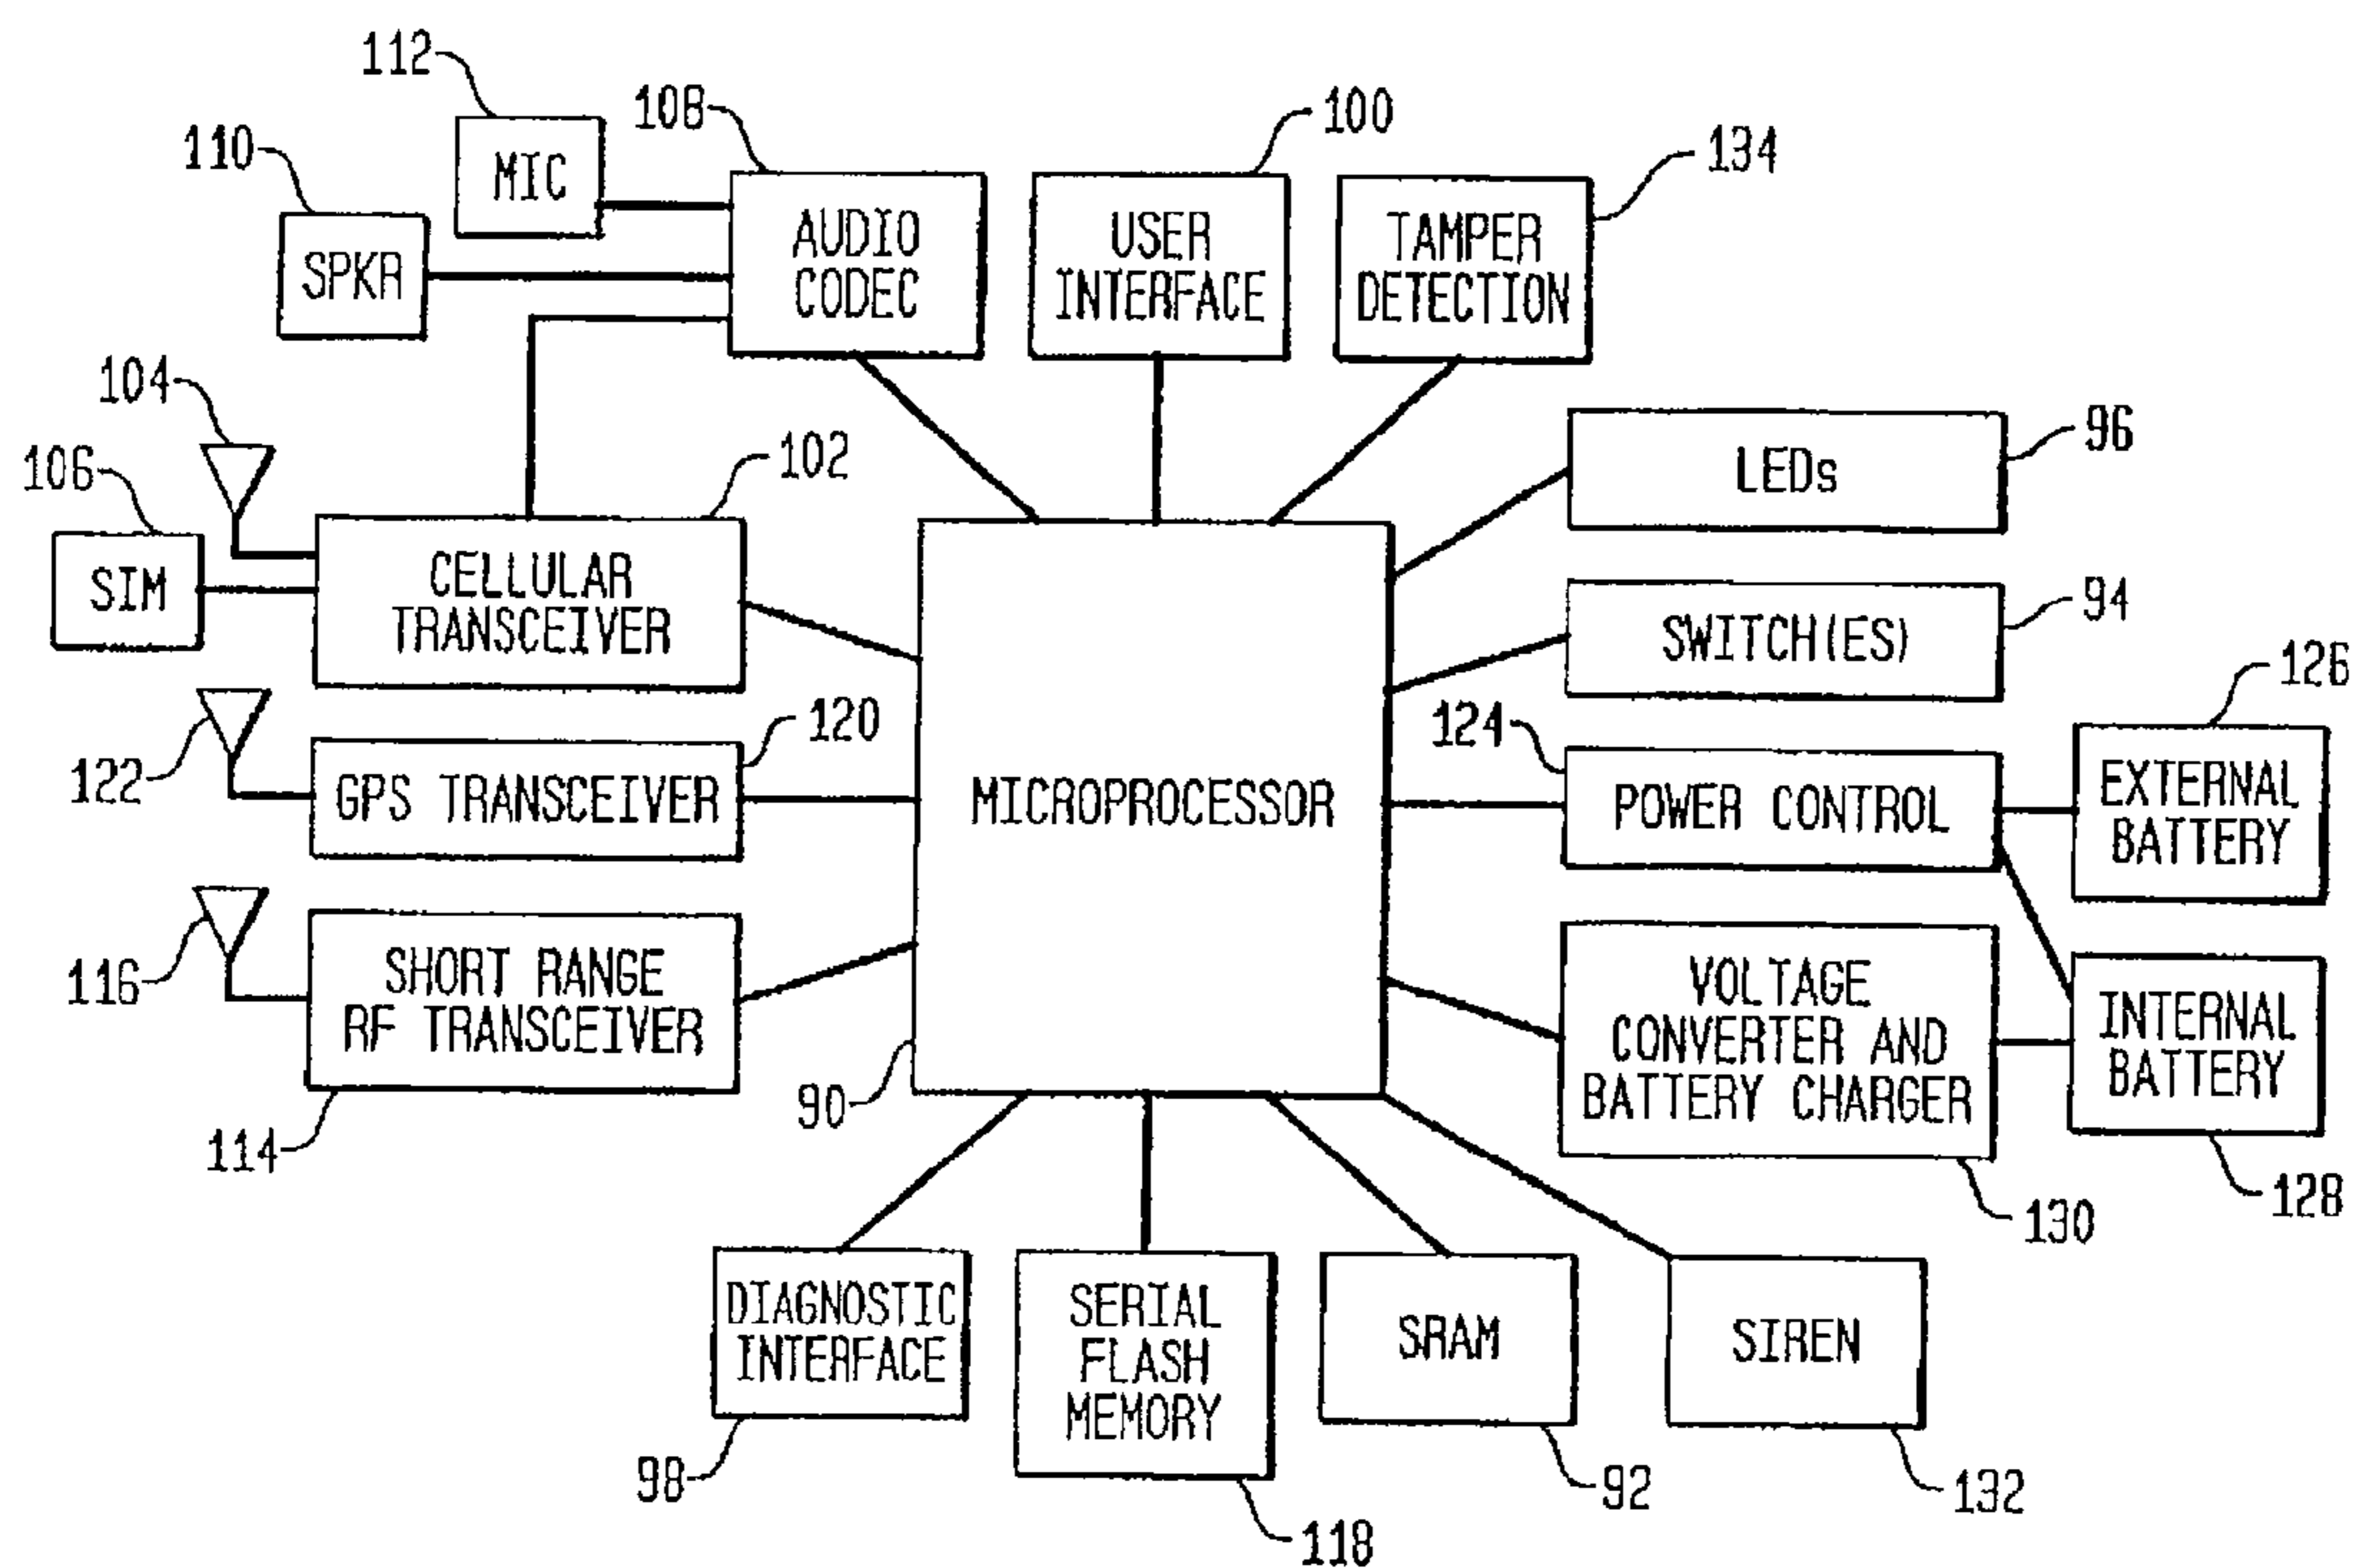 112
MIC
110
SPKR
108
AUDIO
CODEC
100
USER
INTERFACE
134
TAMPER
DETECTION
104
106
SIM
102
CELLULAR
TRANSCEIVER
96
LEDs
94
SWITCH(ES)
122
120
GPS TRANSCEIVER
MICROPROCESSOR
90
124
POWER CONTROL
126
EXTERNAL
BATTERY
116
SHORT RANGE
RF TRANSCEIVER
114
VOLTAGE
CONVERTER AND
BATTERY CHARGER
130
INTERNAL
BATTERY
128
DIAGNOSTIC
INTERFACE
98
SERIAL
FLASH
MEMORY
118
SRAM
92
SIREN
132